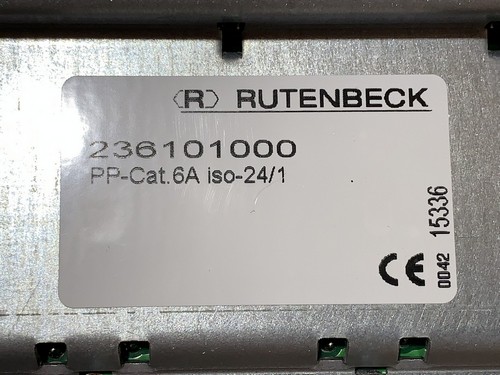 ⟨R⟩ RUTENBECK
236101000
PP-Cat.6A iso-24/1
CE
0042
15336